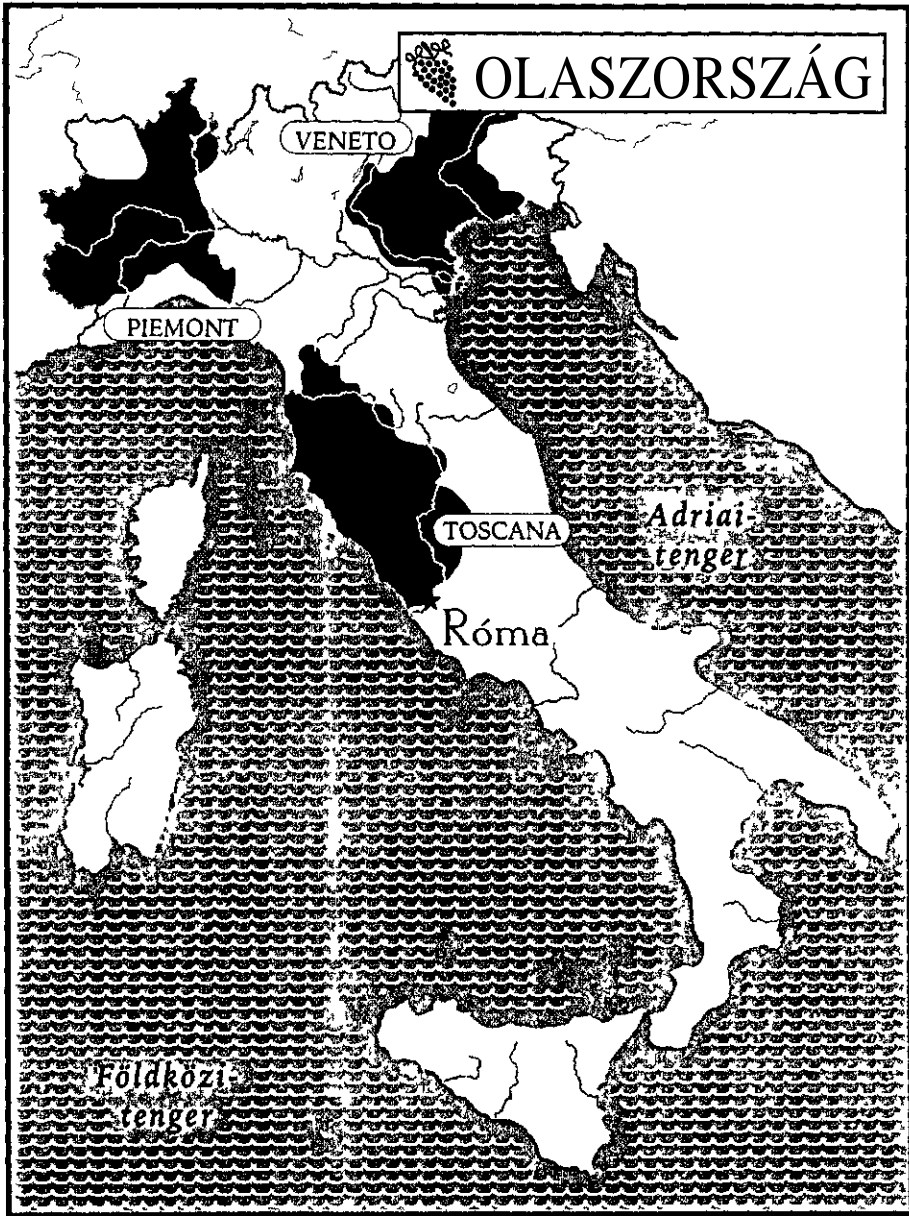 OLASZORSZÁG
VENETO
PIEMONT
TOSCANA
Adriai-
tenger
Róma
Földközi-
tenger